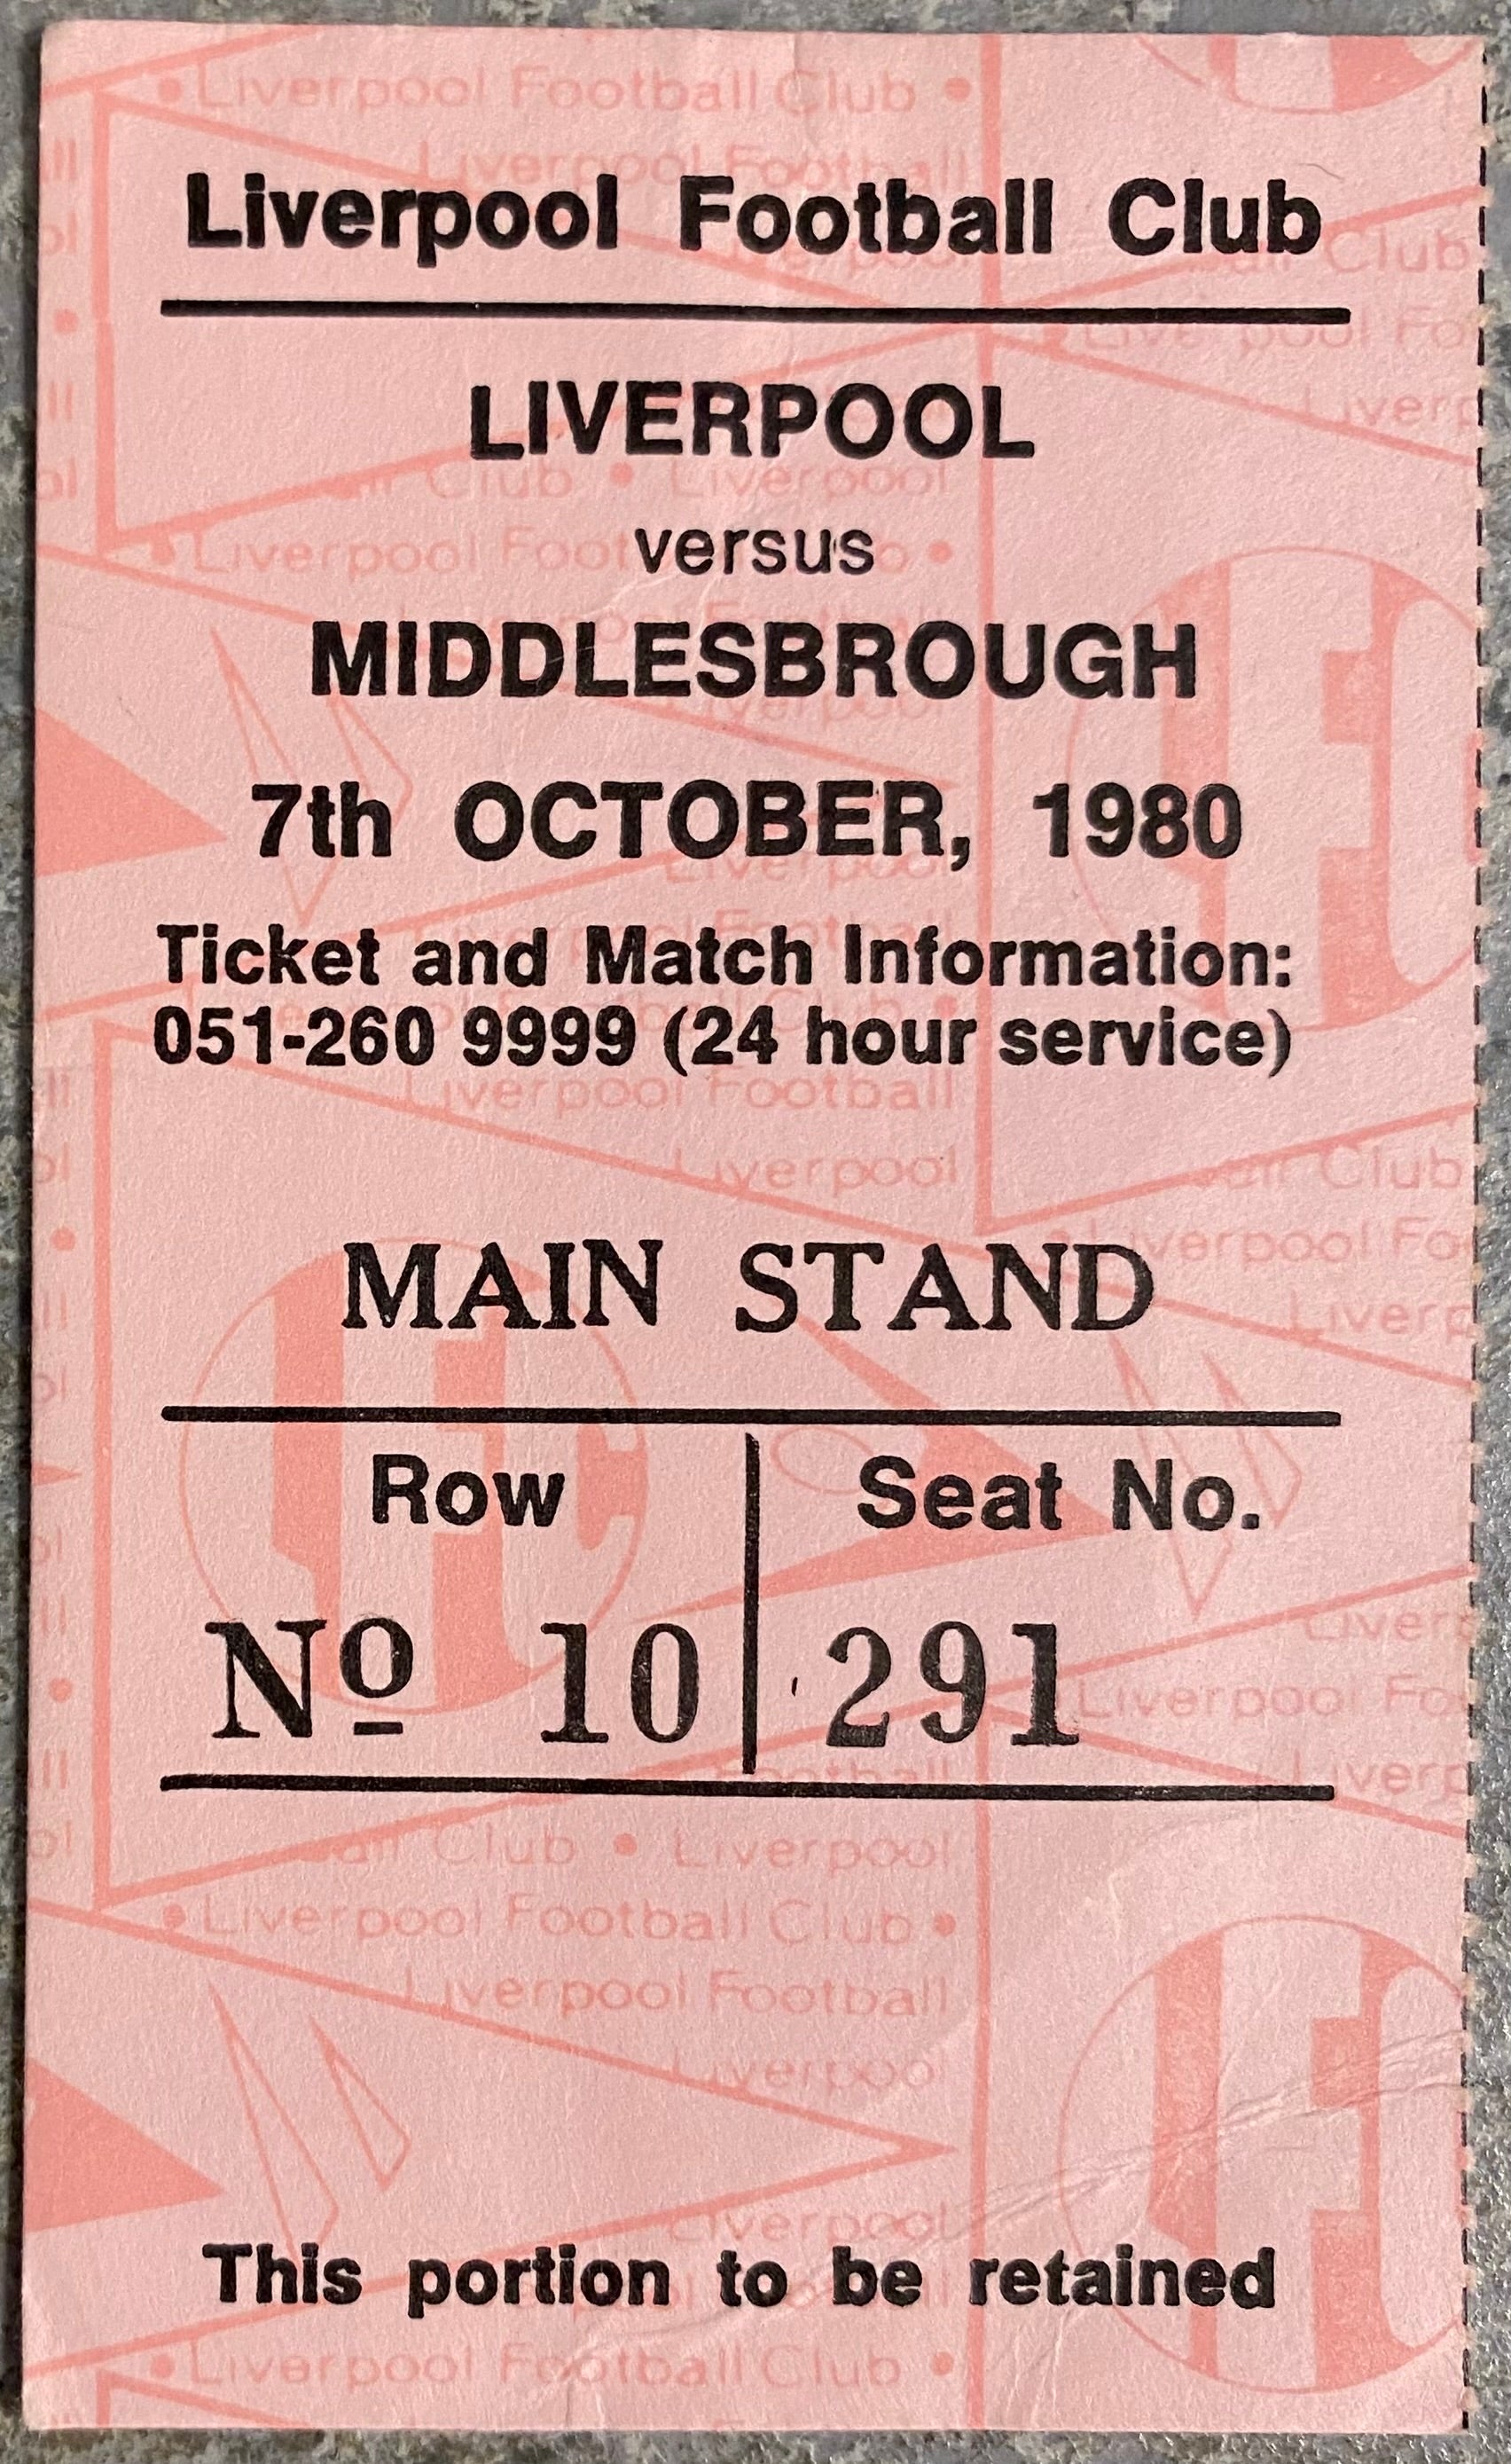 Liverpool Football Club
LIVERPOOL
versus
MIDDLESBROUGH
7th OCTOBER, 1980
Ticket and Match Information:
051-260 9999 (24 hour service)
MAIN STAND
Row Seat No.
Nº 10 291
This portion to be retained